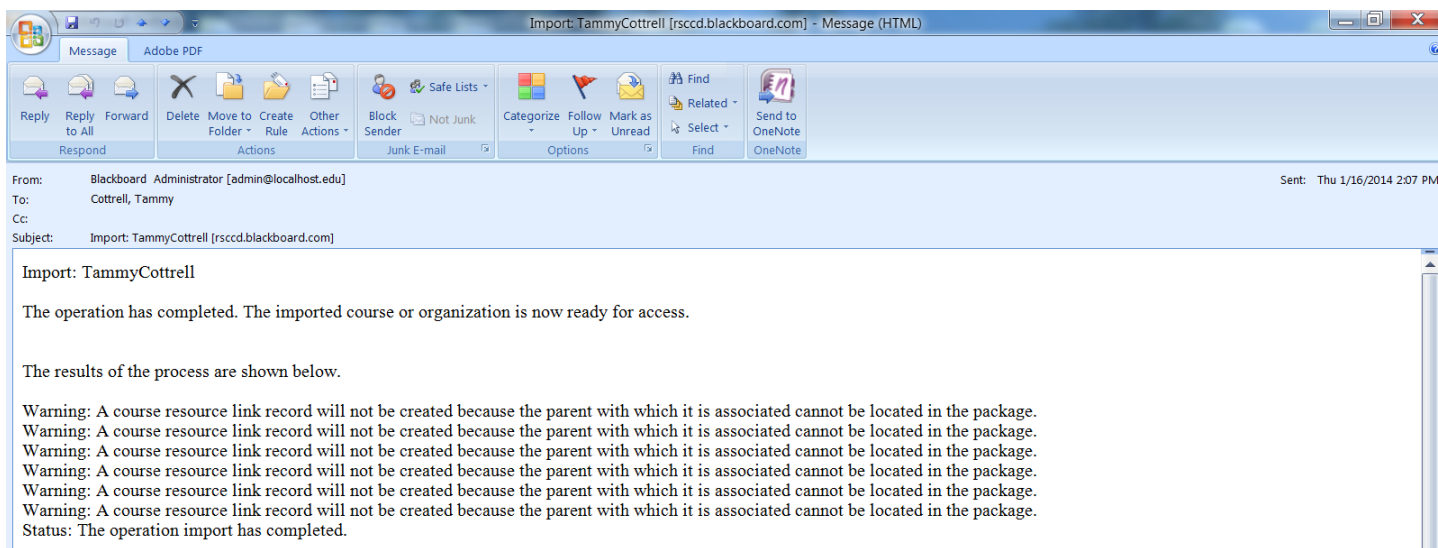 Import: TammyCottrell [rsccd.blackboard.com] - Message (HTML)
Message Adobe PDF
Reply Reply to All Forward Delete Move to Folder Create Rule Other Actions Block Sender Safe Lists Not Junk Categorize Follow Up Mark as Unread Find Related Select Send to OneNote
Respond Actions Junk E-mail Options Find OneNote
From: Blackboard Administrator [admin@localhost.edu] Sent: Thu 1/16/2014 2:07 PM
To: Cottrell, Tammy
Cc:
Subject: Import: TammyCottrell [rsccd.blackboard.com]
Import: TammyCottrell
The operation has completed. The imported course or organization is now ready for access.
The results of the process are shown below.
Warning: A course resource link record will not be created because the parent with which it is associated cannot be located in the package.
Warning: A course resource link record will not be created because the parent with which it is associated cannot be located in the package.
Warning: A course resource link record will not be created because the parent with which it is associated cannot be located in the package.
Warning: A course resource link record will not be created because the parent with which it is associated cannot be located in the package.
Warning: A course resource link record will not be created because the parent with which it is associated cannot be located in the package.
Warning: A course resource link record will not be created because the parent with which it is associated cannot be located in the package.
Status: The operation import has completed.